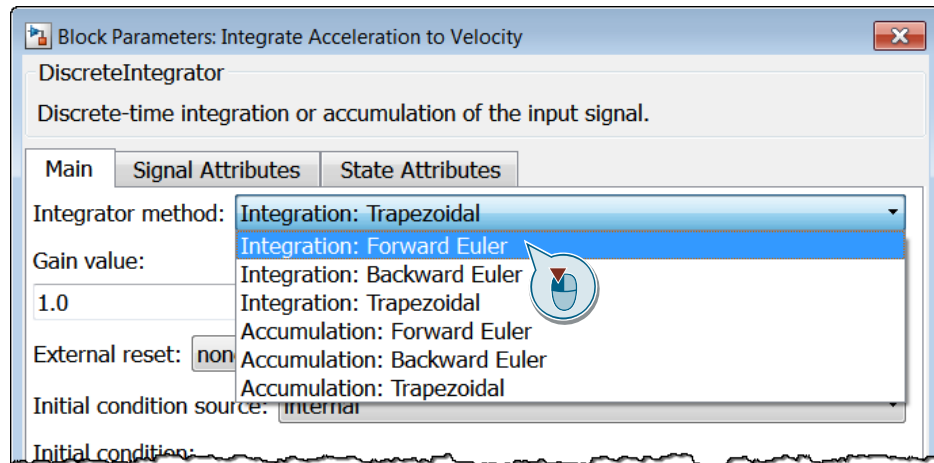 Block Parameters: Integrate Acceleration to Velocity
DiscreteIntegrator
Discrete-time integration or accumulation of the input signal.
Main Signal Attributes State Attributes
Integrator method: Integration: Trapezoidal
Integration: Forward Euler
Gain value:
Integration: Backward Euler
1.0
Integration: Trapezoidal
Accumulation: Forward Euler
External reset:
Accumulation: Backward Euler
Accumulation: Trapezoidal
Initial condition source: internal
Initial condition: